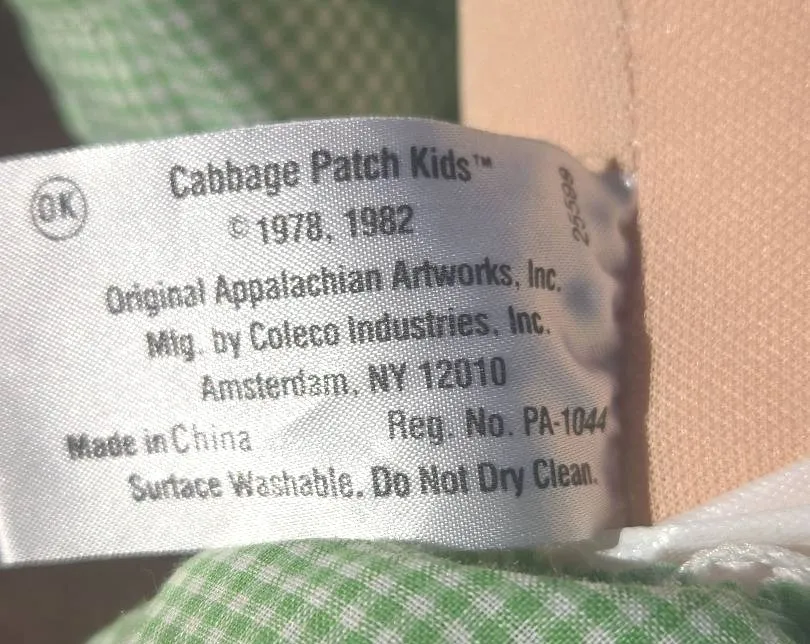 OK
Cabbage Patch Kids™
© 1978, 1982
Original Appalachian Artworks, Inc.
Mfg. by Coleco Industries, Inc.
Amsterdam, NY 12010
Made in China Reg. No. PA-1044
Surface Washable. Do Not Dry Clean.
25598